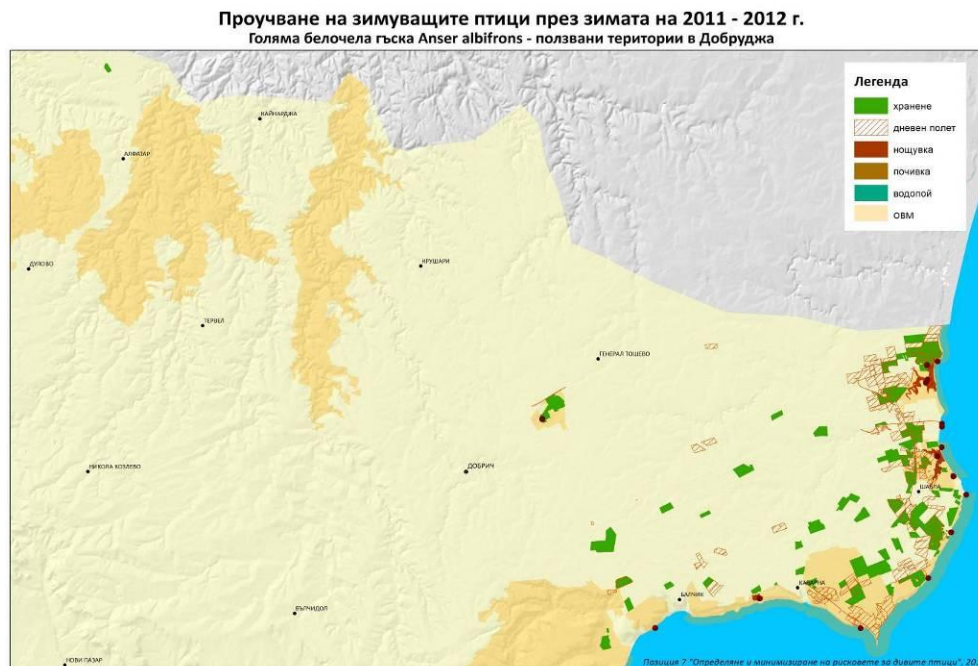 Проучване на зимуващите птици през зимата на 2011 - 2012 г.
Голяма белочела гъска Anser albifrons - ползвани територии в Добруджа
Легенда
хранене
дневен полет
нощувка
почивка
водопой
ОВМ
КАЙНАРДЖА
АЛФАТАР
ДУЛОВО
КРУШАРИ
ТЕРВЕЛ
ГЕНЕРАЛ ТОШЕВО
НИКОЛА КОЗЛЕВО
ДОБРИЧ
ШАБЛА
КАВАРНА
БАЛЧИК
ВЪЛЧИДОЛ
НОВИ ПАЗАР
Позиция 7 "Определяне и минимизиране на рисковете за дивите птици", 20